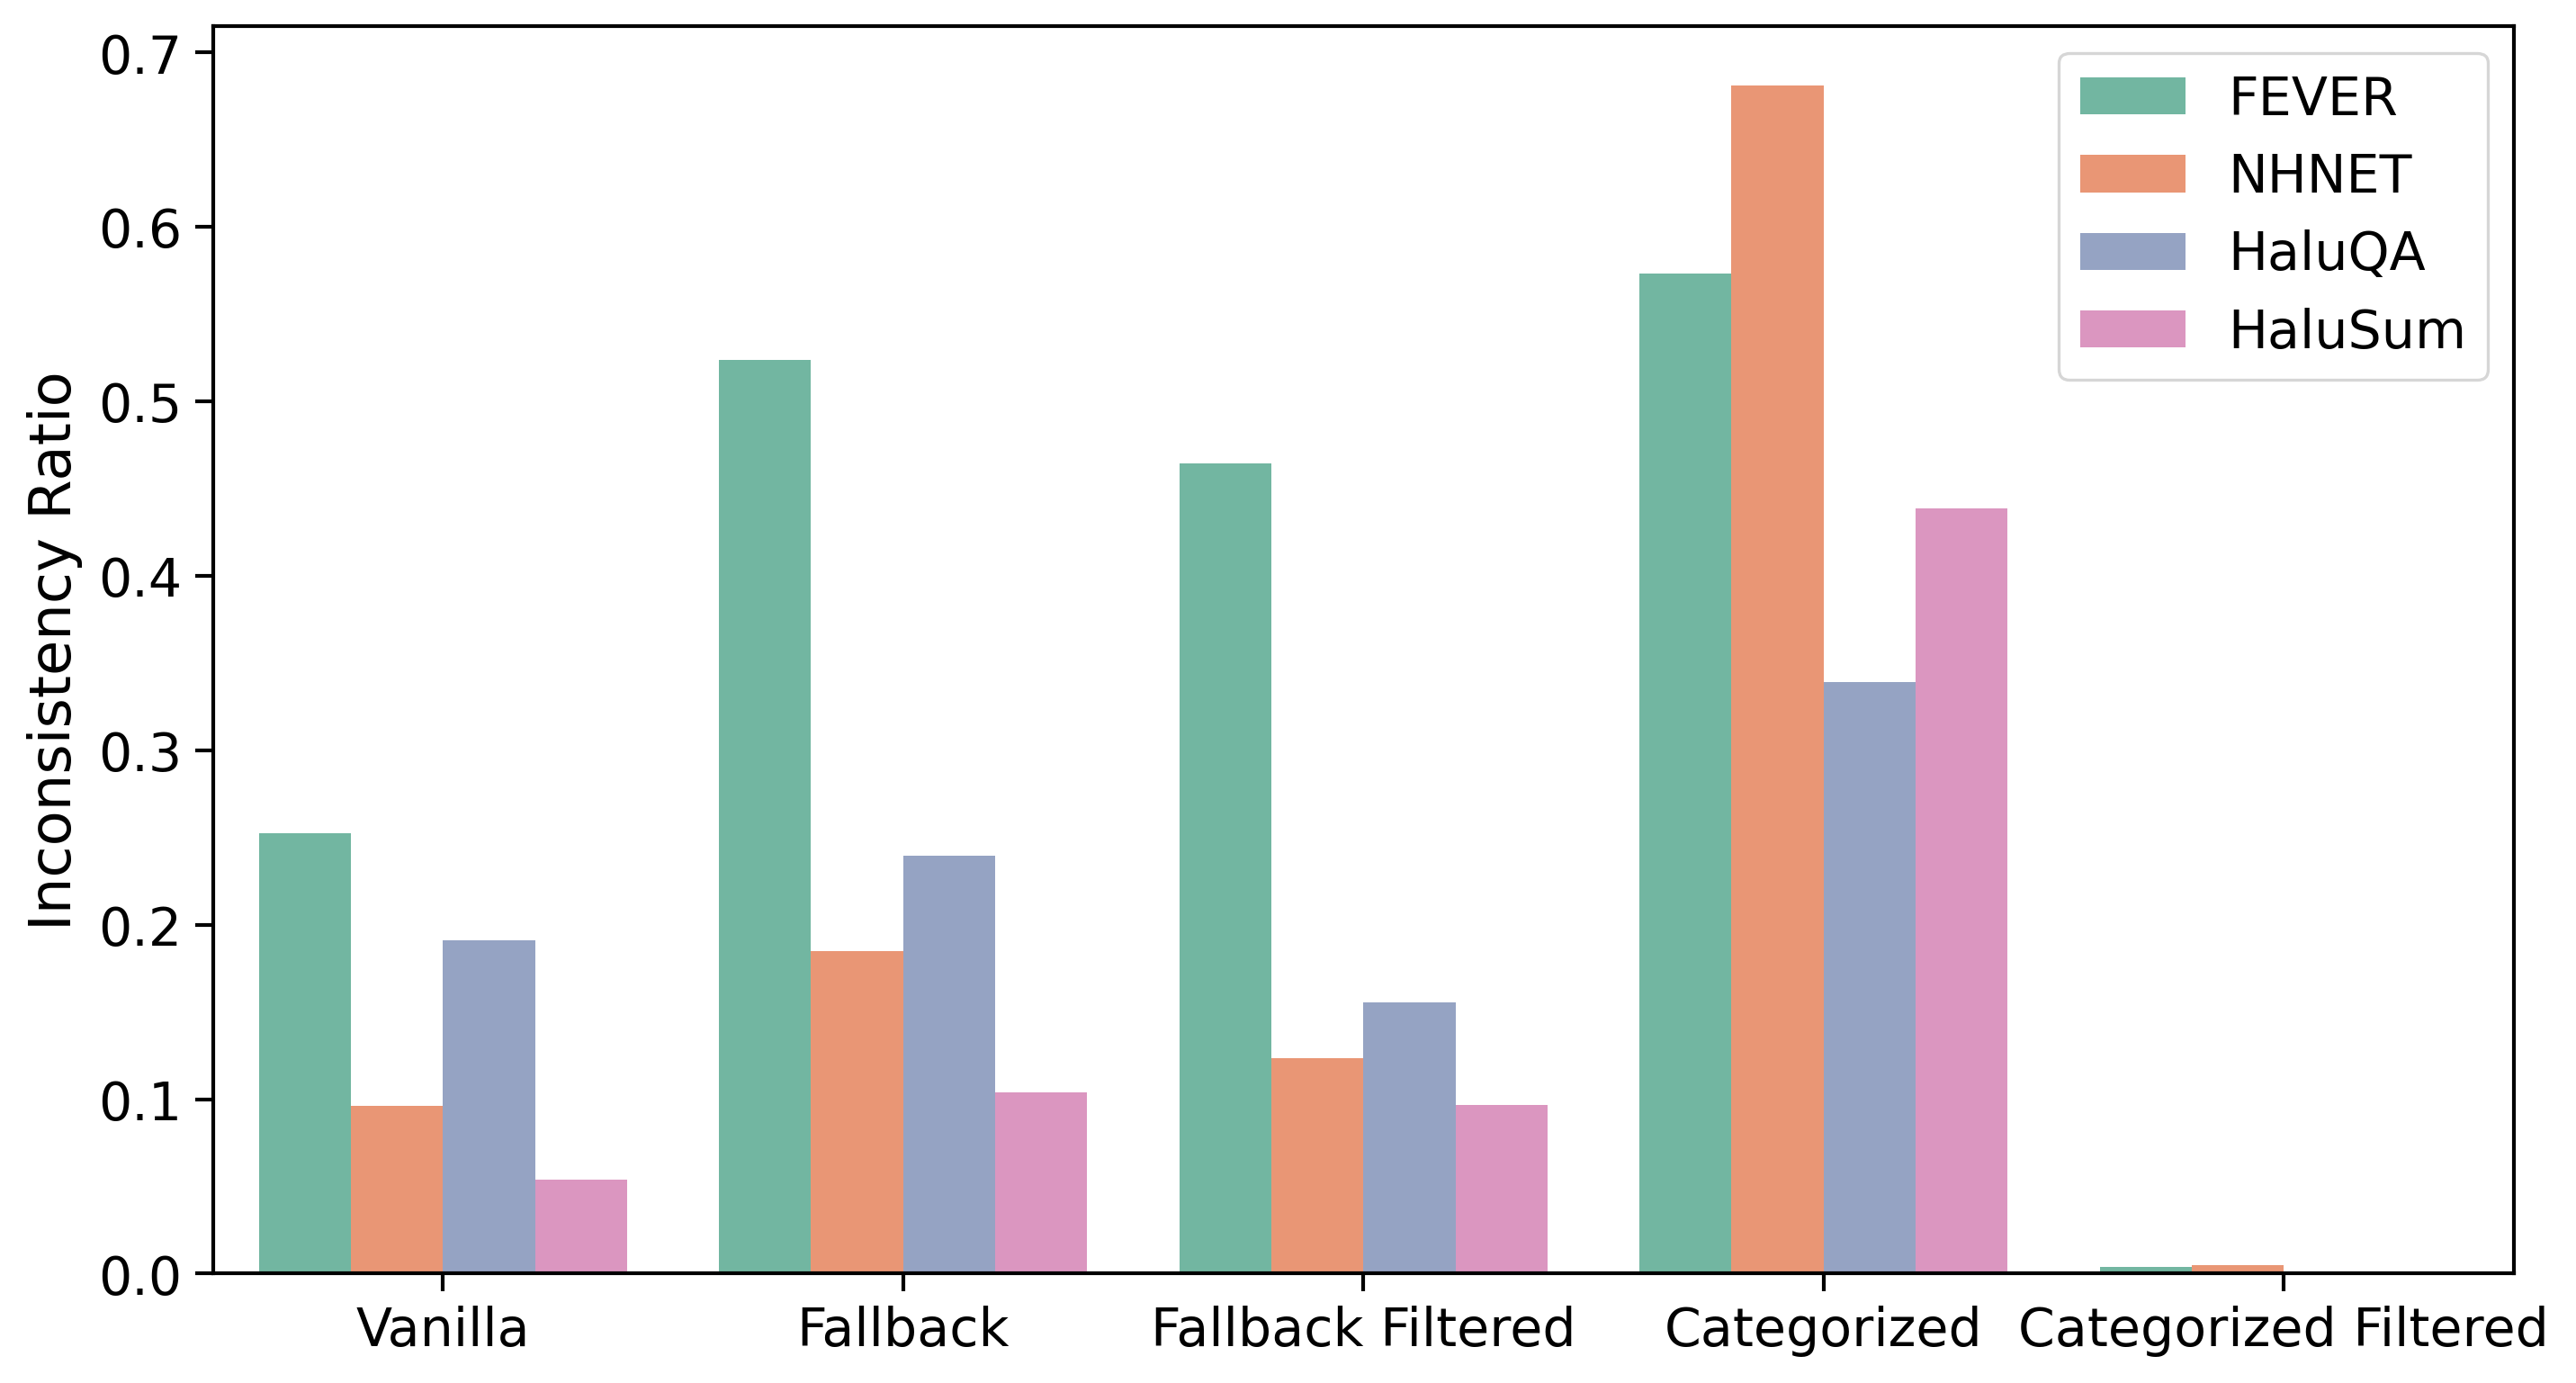 Inconsistency Ratio
0.7
0.6
0.5
0.4
0.3
0.2
0.1
0.0
FEVER
NHNET
HaluQA
HaluSum
Vanilla
Fallback
Fallback Filtered
Categorized
Categorized Filtered